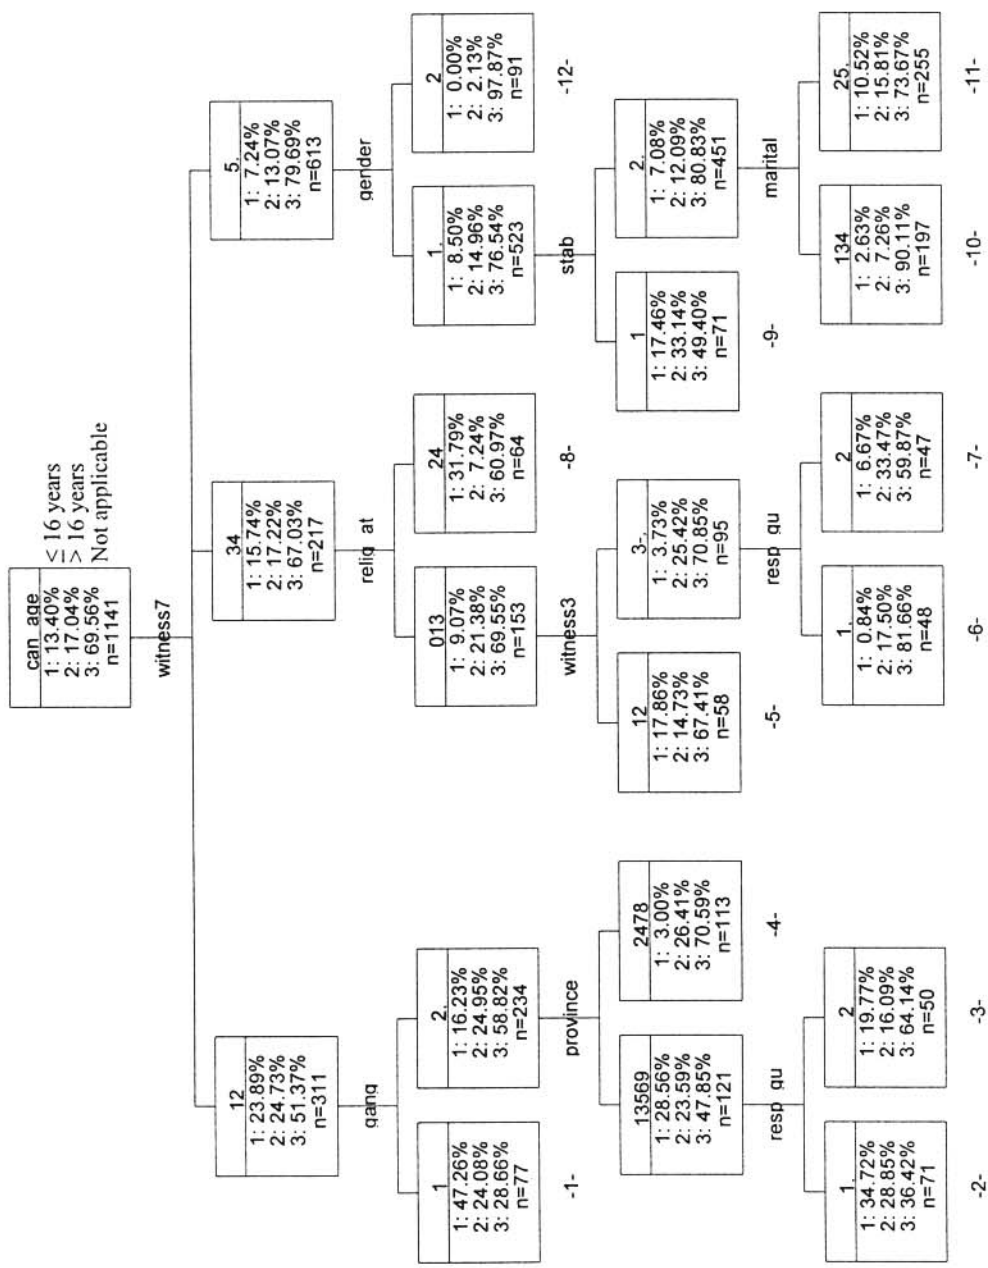 can_age
1: 13.40%
2: 17.04%
3: 69.56%
n=1141
≤ 16 years
> 16 years
Not applicable
witness7
12
1: 23.89%
2: 24.73%
3: 51.37%
n=311
34
1: 15.74%
2: 17.22%
3: 67.03%
n=217
5.
1: 7.24%
2: 13.07%
3: 79.69%
n=613
gang
relig_at
gender
1
1: 47.26%
2: 24.08%
3: 28.66%
n=77
2.
1: 16.23%
2: 24.95%
3: 58.82%
n=234
013
1: 9.07%
2: 21.38%
3: 69.55%
n=153
24
1: 31.79%
2: 7.24%
3: 60.97%
n=64
1.
1: 8.50%
2: 14.96%
3: 76.54%
n=523
2
1: 0.00%
2: 2.13%
3: 97.87%
n=91
-1-
province
witness3
-8-
stab
-12-
13569
1: 28.56%
2: 23.59%
3: 47.85%
n=121
2478
1: 3.00%
2: 26.41%
3: 70.59%
n=113
12
1: 17.86%
2: 14.73%
3: 67.41%
n=58
3-.
1: 3.73%
2: 25.42%
3: 70.85%
n=95
1
1: 17.46%
2: 33.14%
3: 49.40%
n=71
2.
1: 7.08%
2: 12.09%
3: 80.83%
n=451
resp_gu
-4-
-5-
resp_gu
-9-
marital
1.
1: 34.72%
2: 28.85%
3: 36.42%
n=71
2
1: 19.77%
2: 16.09%
3: 64.14%
n=50
1.
1: 0.84%
2: 17.50%
3: 81.66%
n=48
2
1: 6.67%
2: 33.47%
3: 59.87%
n=47
134
1: 2.63%
2: 7.26%
3: 90.11%
n=197
25.
1: 10.52%
2: 15.81%
3: 73.67%
n=255
-2-
-3-
-6-
-7-
-10-
-11-